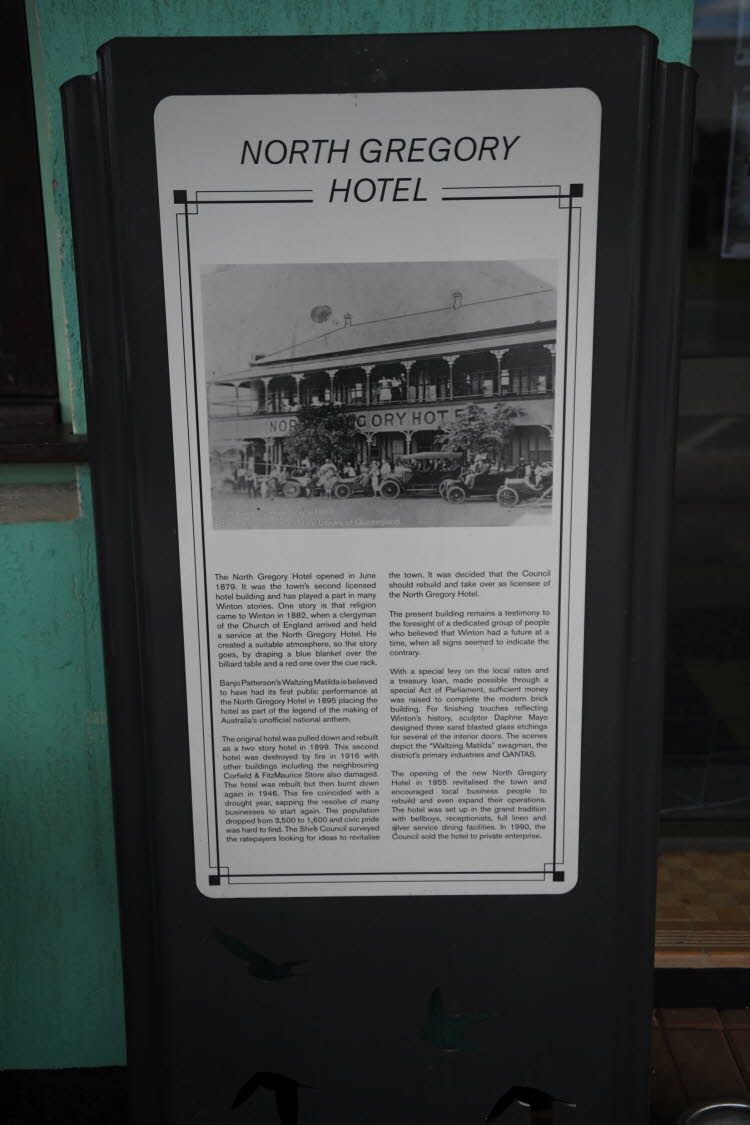 NORTH GREGORY
HOTEL
NORTH GREGORY HOTEL
State Library of Queensland.
The North Gregory Hotel opened in June
1879. It was the town's second licensed
hotel building and has played a part in many
Winton stories. One story is that religion
came to Winton in 1882, when a clergyman
of the Church of England arrived and held
a service at the North Gregory Hotel. He
created a suitable atmosphere, so the story
goes, by draping a blue blanket over the
billiard table and a red one over the cue rack.
Banjo Patterson's Waltzing Matilda is believed
to have had its first public performance at
the North Gregory Hotel in 1895 placing the
hotel as part of the legend of the making of
Australia's unofficial national anthem.
The original hotel was pulled down and rebuilt
as a two story hotel in 1899. This second
hotel was destroyed by fire in 1916 with
other buildings including the neighbouring
Corfield & FitzMaurice Store also damaged.
The hotel was rebuilt but then burnt down
again in 1946. This fire coincided with a
drought year, sapping the resolve of many
businesses to start again. The population
dropped from 3,500 to 1,600 and civic pride
was hard to find. The Shire Council surveyed
the ratepayers looking for ideas to revitalise
the town. It was decided that the Council
should rebuild and take over as licensee of
the North Gregory Hotel.
The present building remains a testimony to
the foresight of a dedicated group of people
who believed that Winton had a future at a
time, when all signs seemed to indicate the
contrary.
With a special levy on the local rates and
a treasury loan, made possible through a
special Act of Parliament, sufficient money
was raised to complete the modern brick
building. For finishing touches reflecting
Winton's history, sculptor Daphne Mayo
designed three sand blasted glass etchings
for several of the interior doors. The scenes
depict the "Waltzing Matilda" swagman, the
district's primary industries and QANTAS.
The opening of the new North Gregory
Hotel in 1955 revitalised the town and
encouraged local business people to
rebuild and even expand their operations.
The hotel was set up in the grand tradition
with bellboys, receptionists, full linen and
silver service dining facilities. In 1990, the
Council sold the hotel to private enterprise.